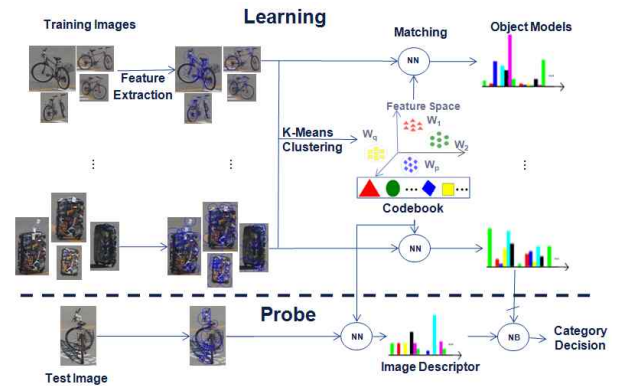 Learning
Training Images
Matching
Object Models
NN
Feature
Extraction
...
Feature Space
W1
K-Means
Clustering
Wq
W2
Wp
...
...
... ...
Codebook
NN
...
Probe
NN
...
NB
Category
Decision
Test Image
Image Descriptor